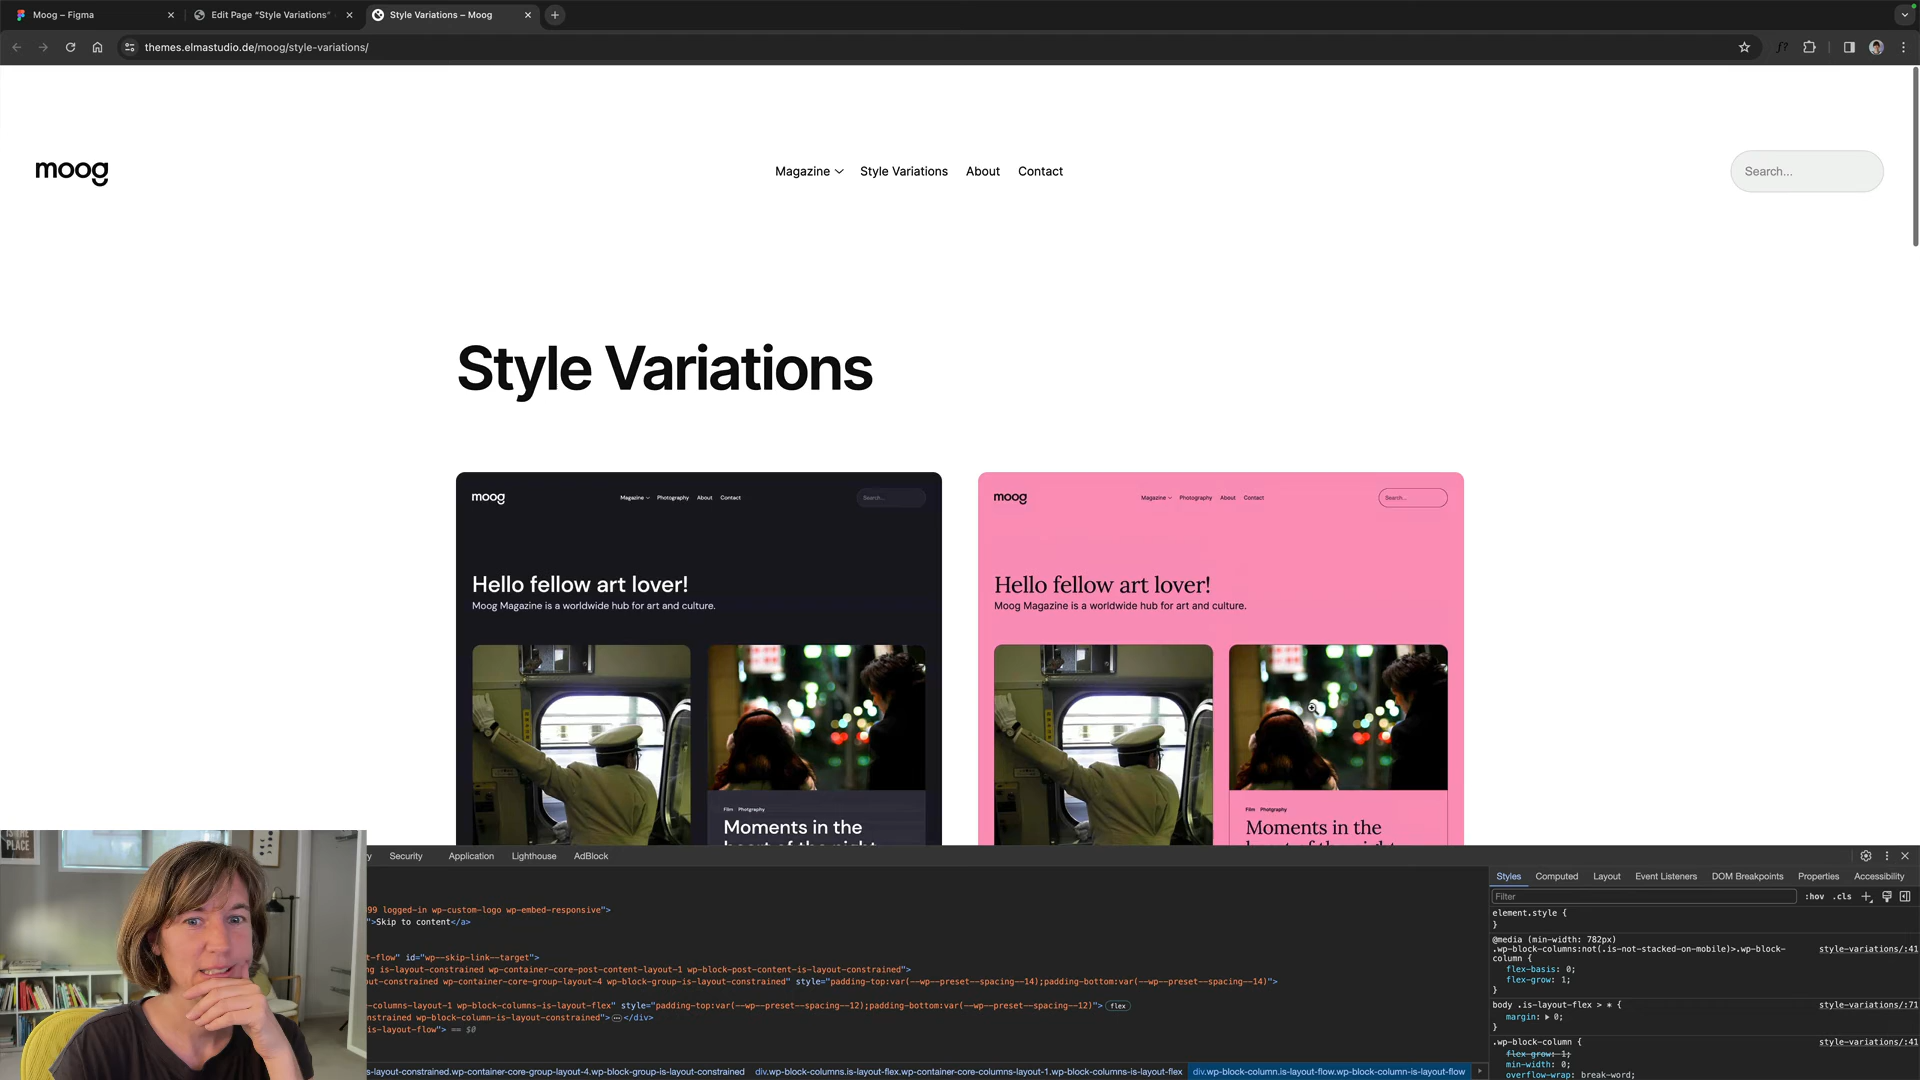 Moog – Figma
Edit Page “Style Variations”
Style Variations – Moog
themes.elmastudio.de/moog/style-variations/
moog
Magazine
Style Variations
About
Contact
Search...
Style Variations
moog
Magazine
Photography
About
Contact
Search...
Hello fellow art lover!
Moog Magazine is a worldwide hub for art and culture.
Film
Photgraphy
Moments in the
heart of the night
moog
Magazine
Photography
About
Contact
Search...
Hello fellow art lover!
Moog Magazine is a worldwide hub for art and culture.
Film
Photgraphy
Moments in the
heart of the night
IS THE
PLACE
y
Security
Application
Lighthouse
AdBlock
99 logged-in wp-custom-logo wp-embed-responsive">
">Skip to content</a>
t-flow" id="wp--skip-link--target">
ng is-layout-constrained wp-container-core-post-content-layout-1 wp-block-post-content-is-layout-constrained">
out-constrained wp-container-core-group-layout-4 wp-block-group-is-layout-constrained" style="padding-top:var(--wp--preset--spacing--14);padding-bottom:var(--wp--preset--spacing--14)">
-columns-layout-1 wp-block-columns-is-layout-flex" style="padding-top:var(--wp--preset--spacing--12);padding-bottom:var(--wp--preset--spacing--12)"> flex
onstrained wp-block-column-is-layout-constrained">⋯</div>
is-layout-flow"> == $0
s-layout-constrained.wp-container-core-group-layout-4.wp-block-group-is-layout-constrained
div.wp-block-columns.is-layout-flex.wp-container-core-columns-layout-1.wp-block-columns-is-layout-flex
div.wp-block-column.is-layout-flow.wp-block-column-is-layout-flow
Styles
Computed
Layout
Event Listeners
DOM Breakpoints
Properties
Accessibility
Filter
:hov .cls
element.style {
}
@media (min-width: 782px)
.wp-block-columns:not(.is-not-stacked-on-mobile)>.wp-block-
column {
style-variations/:41
flex-basis: 0;
flex-grow: 1;
}
body .is-layout-flex > * {
style-variations/:71
margin: 0;
}
.wp-block-column {
style-variations/:41
flex-grow: 1;
min-width: 0;
overflow-wrap: break-word;